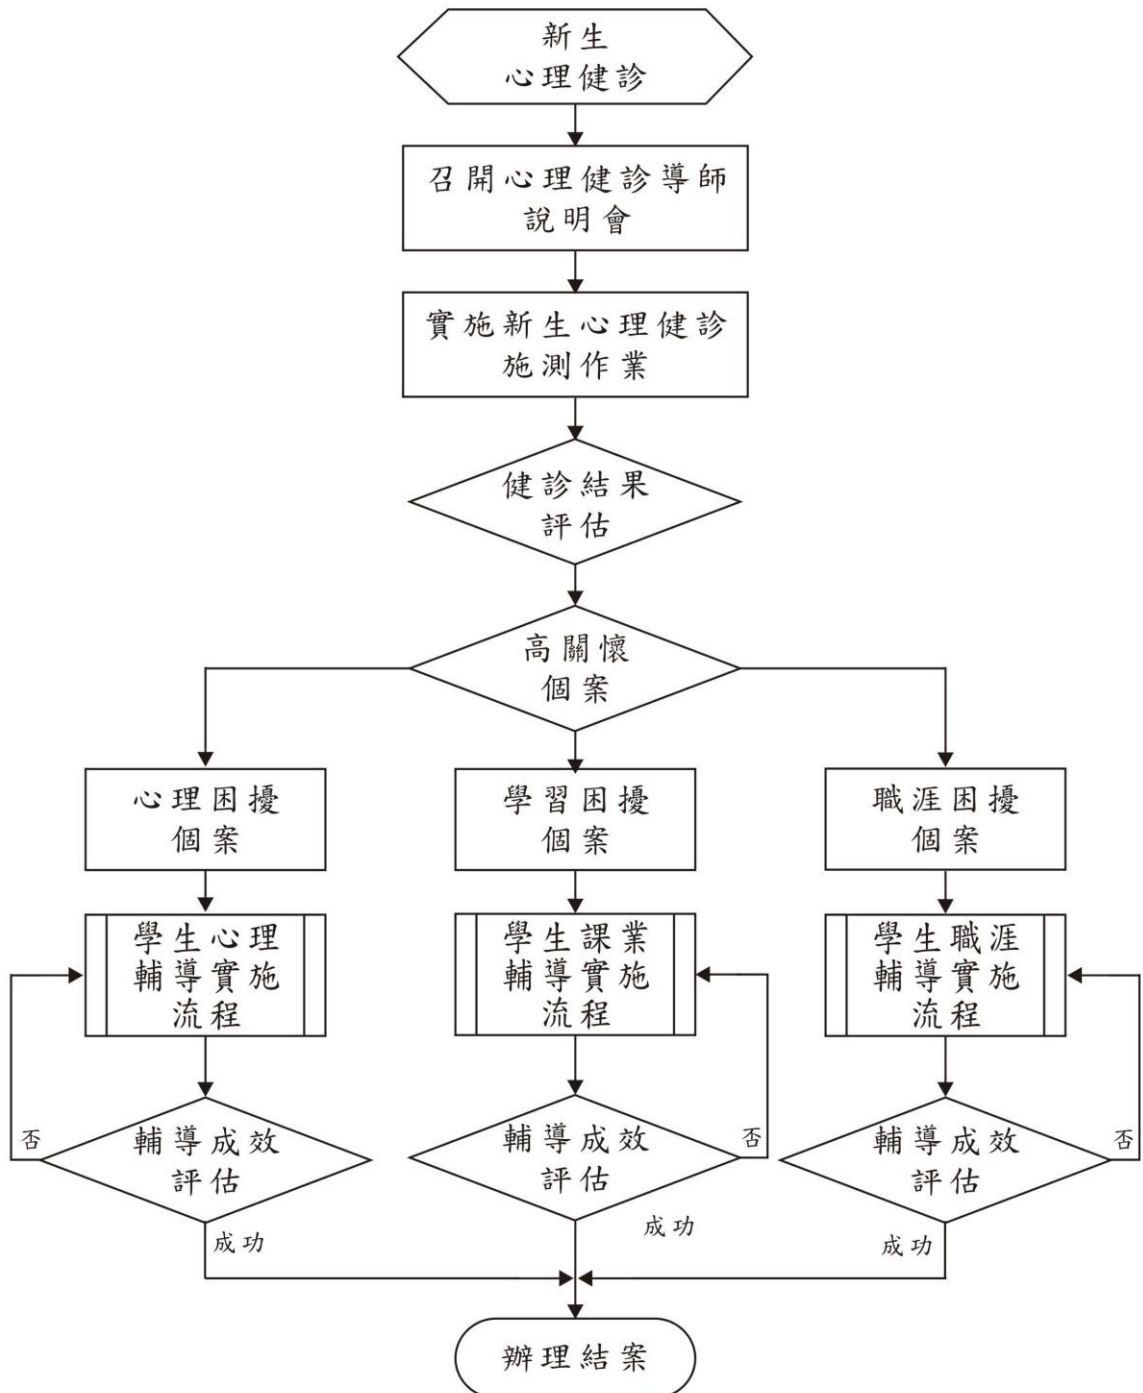 新生
心理健診
召開心理健診導師
說明會
實施新生心理健診
施測作業
健診結果
評估
高關懷
個案
心理困擾
個案
學習困擾
個案
職涯困擾
個案
學生心理
輔導實施
流程
學生課業
輔導實施
流程
學生職涯
輔導實施
流程
否
輔導成效
評估
否
輔導成效
評估
否
輔導成效
評估
成功
成功
成功
辦理結案